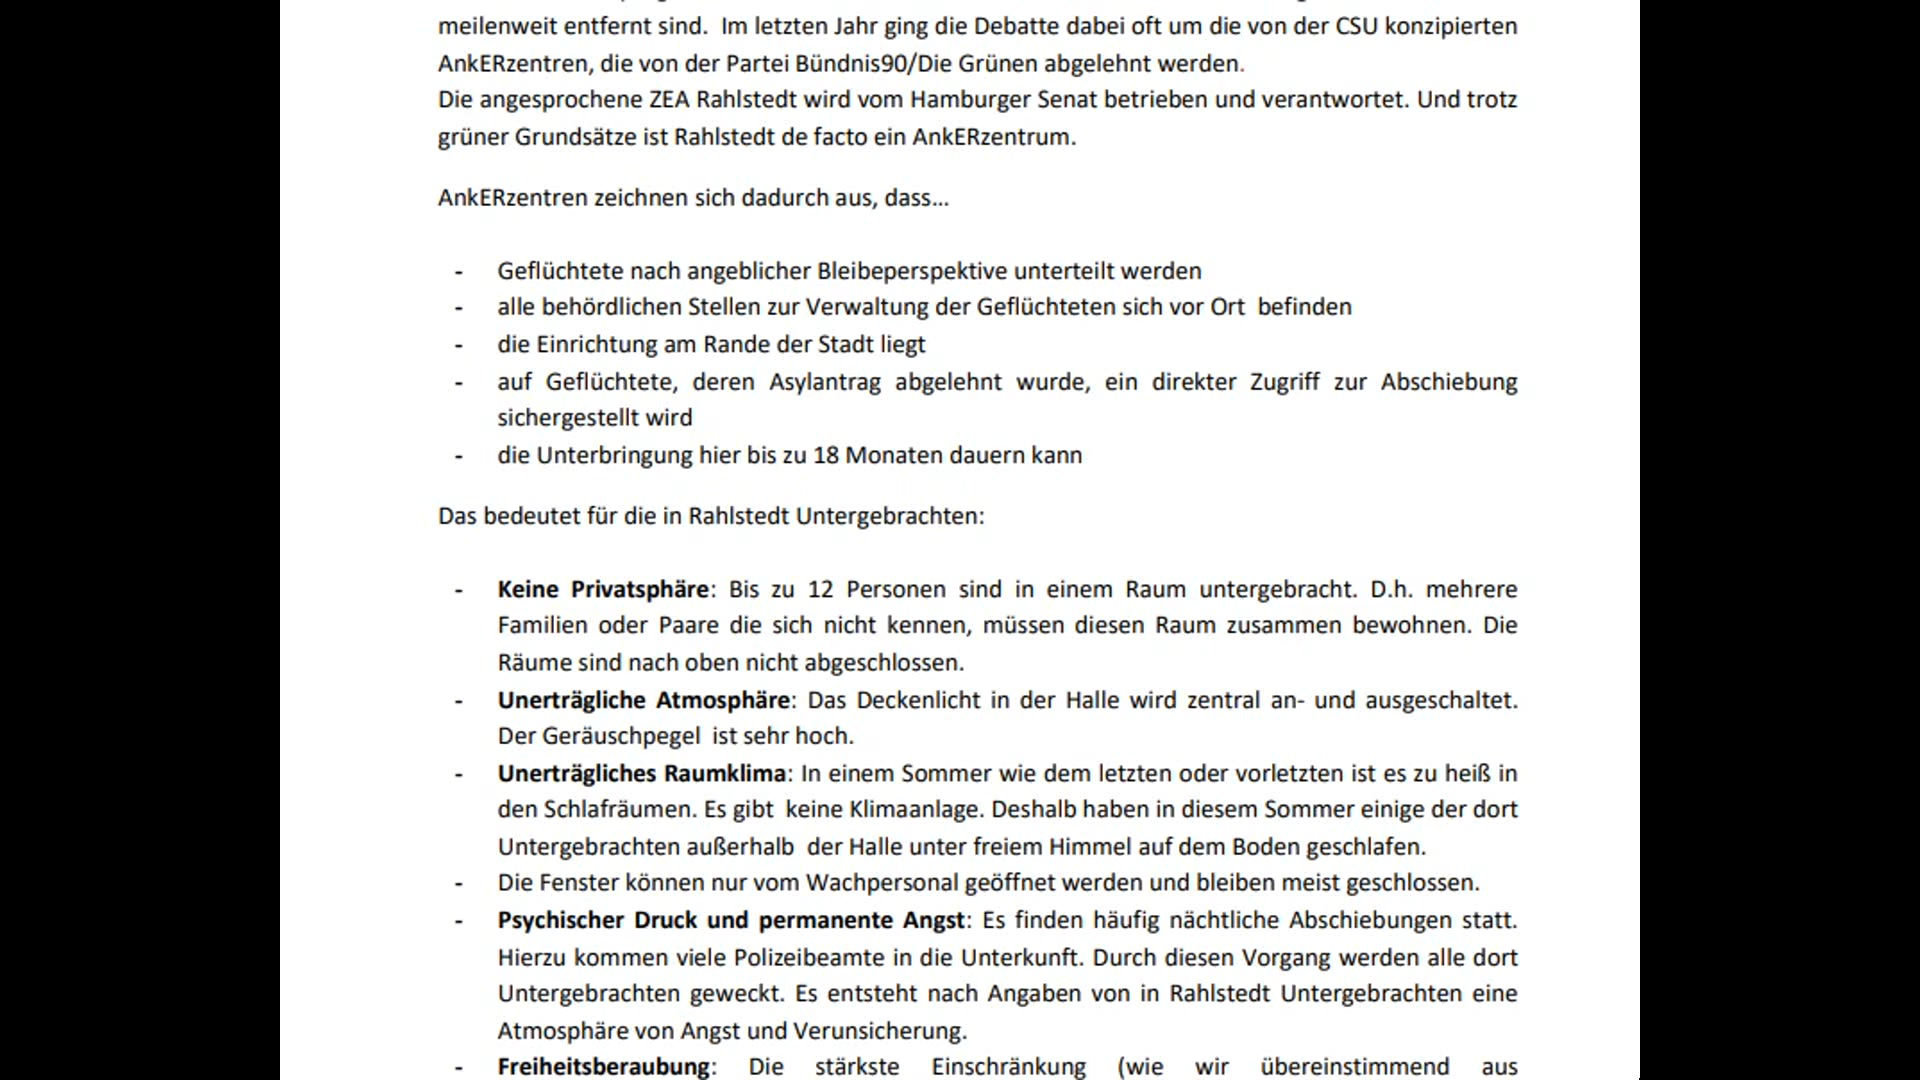 meilenweit entfernt sind.  Im letzten Jahr ging die Debatte dabei oft um die von der CSU konzipierten
AnkERzentren, die von der Partei Bündnis90/Die Grünen abgelehnt werden.
Die angesprochene ZEA Rahlstedt wird vom Hamburger Senat betrieben und verantwortet. Und trotz
grüner Grundsätze ist Rahlstedt de facto ein AnkERzentrum.
AnkERzentren zeichnen sich dadurch aus, dass…
- Geflüchtete nach angeblicher Bleibeperspektive unterteilt werden
- alle behördlichen Stellen zur Verwaltung der Geflüchteten sich vor Ort  befinden
- die Einrichtung am Rande der Stadt liegt
- auf Geflüchtete, deren Asylantrag abgelehnt wurde, ein direkter Zugriff zur Abschiebung
sichergestellt wird
- die Unterbringung hier bis zu 18 Monaten dauern kann
Das bedeutet für die in Rahlstedt Untergebrachten:
- Keine Privatsphäre: Bis zu 12 Personen sind in einem Raum untergebracht. D.h. mehrere
Familien oder Paare die sich nicht kennen, müssen diesen Raum zusammen bewohnen. Die
Räume sind nach oben nicht abgeschlossen.
- Unerträgliche Atmosphäre: Das Deckenlicht in der Halle wird zentral an- und ausgeschaltet.
Der Geräuschpegel  ist sehr hoch.
- Unerträgliches Raumklima: In einem Sommer wie dem letzten oder vorletzten ist es zu heiß in
den Schlafräumen. Es gibt  keine Klimaanlage. Deshalb haben in diesem Sommer einige der dort
Untergebrachten außerhalb  der Halle unter freiem Himmel auf dem Boden geschlafen.
- Die Fenster können nur vom Wachpersonal geöffnet werden und bleiben meist geschlossen.
- Psychischer Druck und permanente Angst: Es finden häufig nächtliche Abschiebungen statt.
Hierzu kommen viele Polizeibeamte in die Unterkunft. Durch diesen Vorgang werden alle dort
Untergebrachten geweckt. Es entsteht nach Angaben von in Rahlstedt Untergebrachten eine
Atmosphäre von Angst und Verunsicherung.
- Freiheitsberaubung: Die stärkste Einschränkung (wie wir übereinstimmend aus